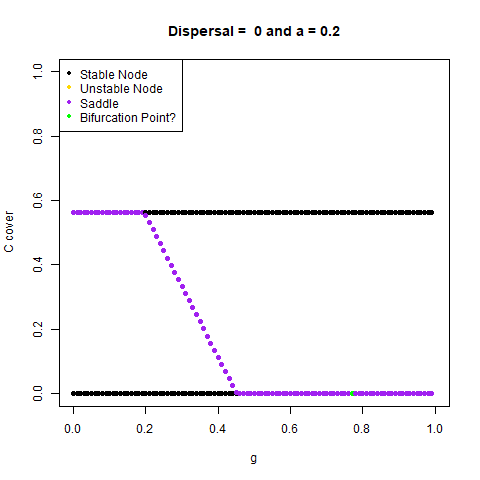 Dispersal =  0 and a = 0.2
Stable Node
Unstable Node
Saddle
Bifurcation Point?
C cover
1.0
0.8
0.6
0.4
0.2
0.0
0.0 0.2 0.4 0.6 0.8 1.0
g